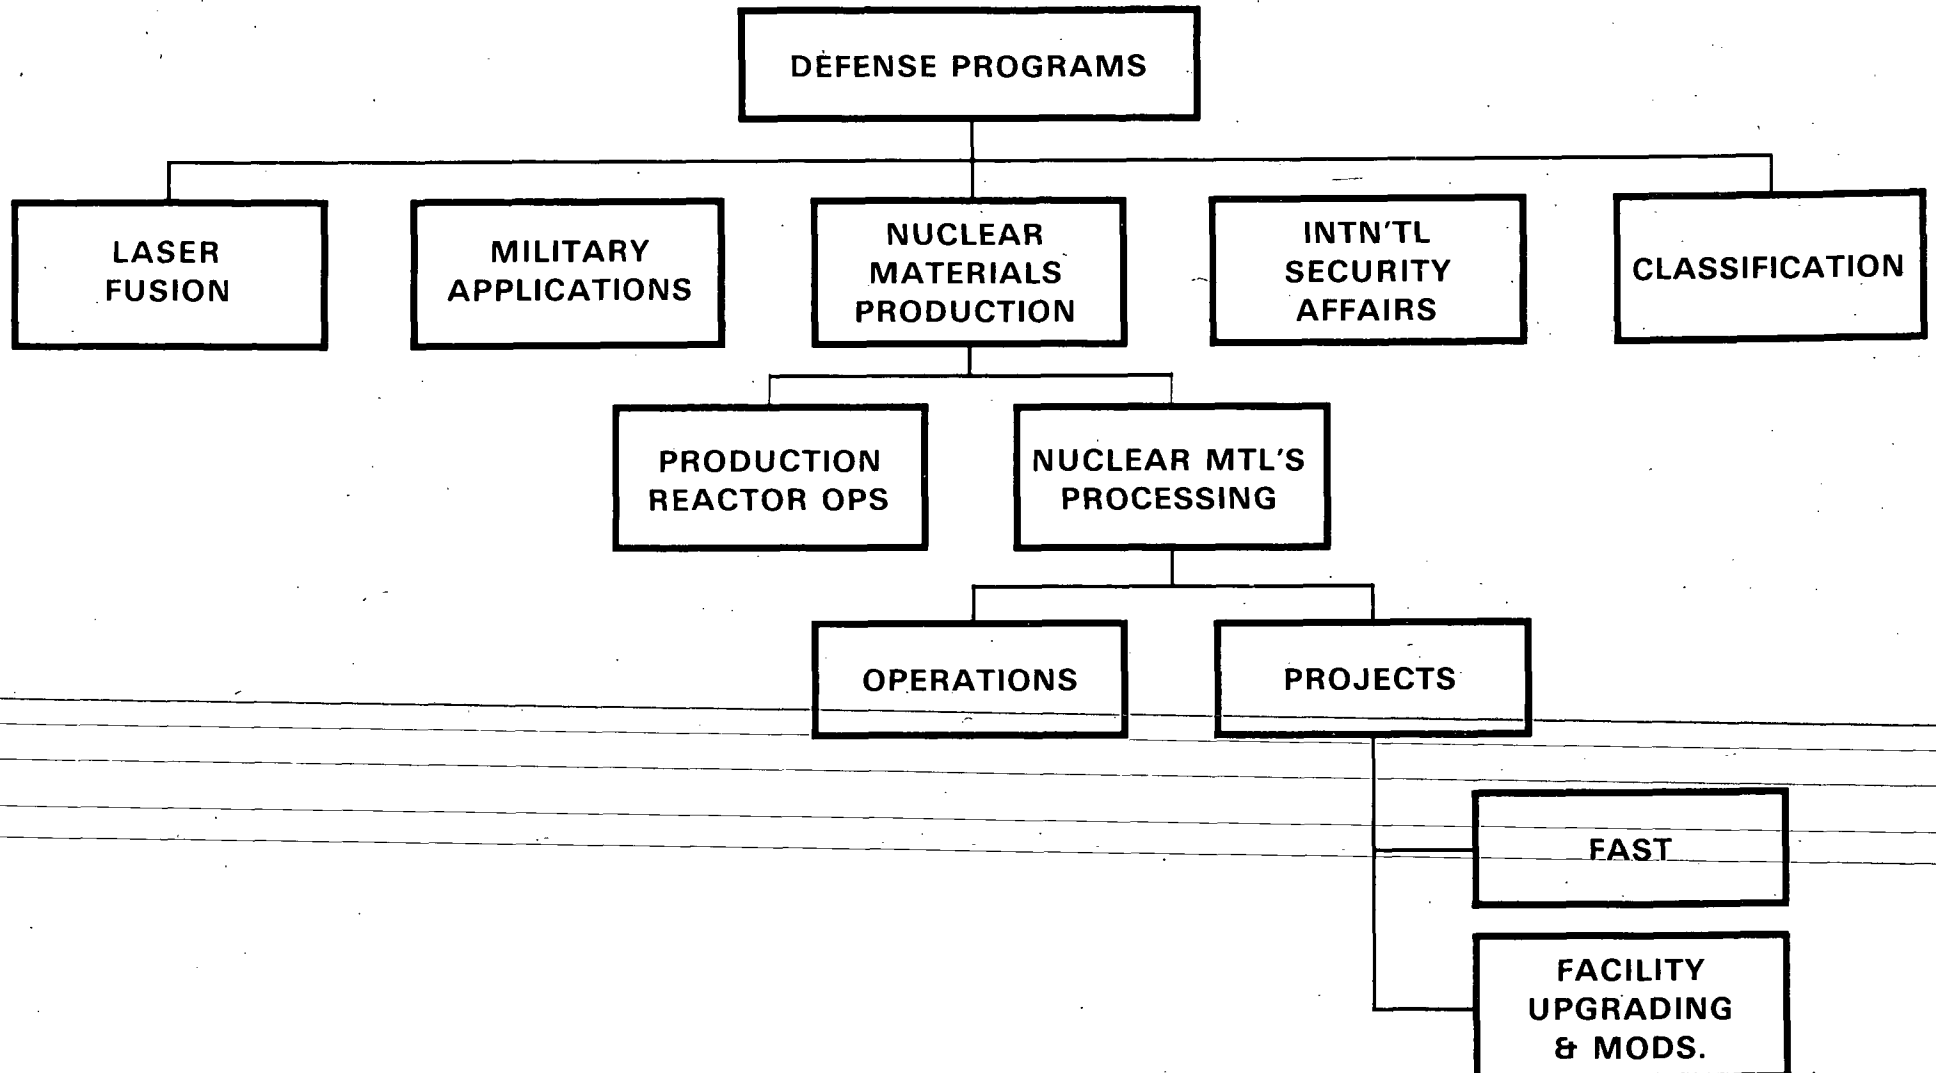 DEFENSE PROGRAMS
LASER
FUSION
MILITARY
APPLICATIONS
NUCLEAR
MATERIALS
PRODUCTION
INTN'TL
SECURITY
AFFAIRS
CLASSIFICATION
PRODUCTION
REACTOR OPS
NUCLEAR MTL'S
PROCESSING
OPERATIONS
PROJECTS
FAST
FACILITY
UPGRADING
& MODS.